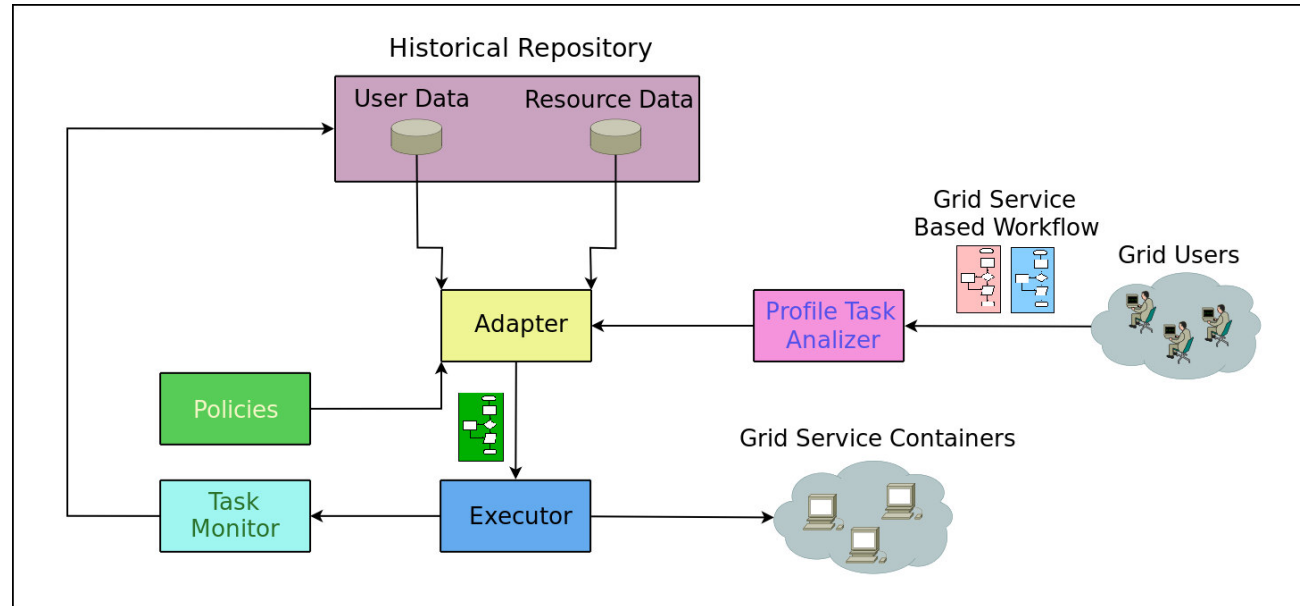 Historical Repository
User Data
Resource Data
Grid Service
Based Workflow
Grid Users
Adapter
Profile Task
Analizer
Policies
Grid Service Containers
Task
Monitor
Executor